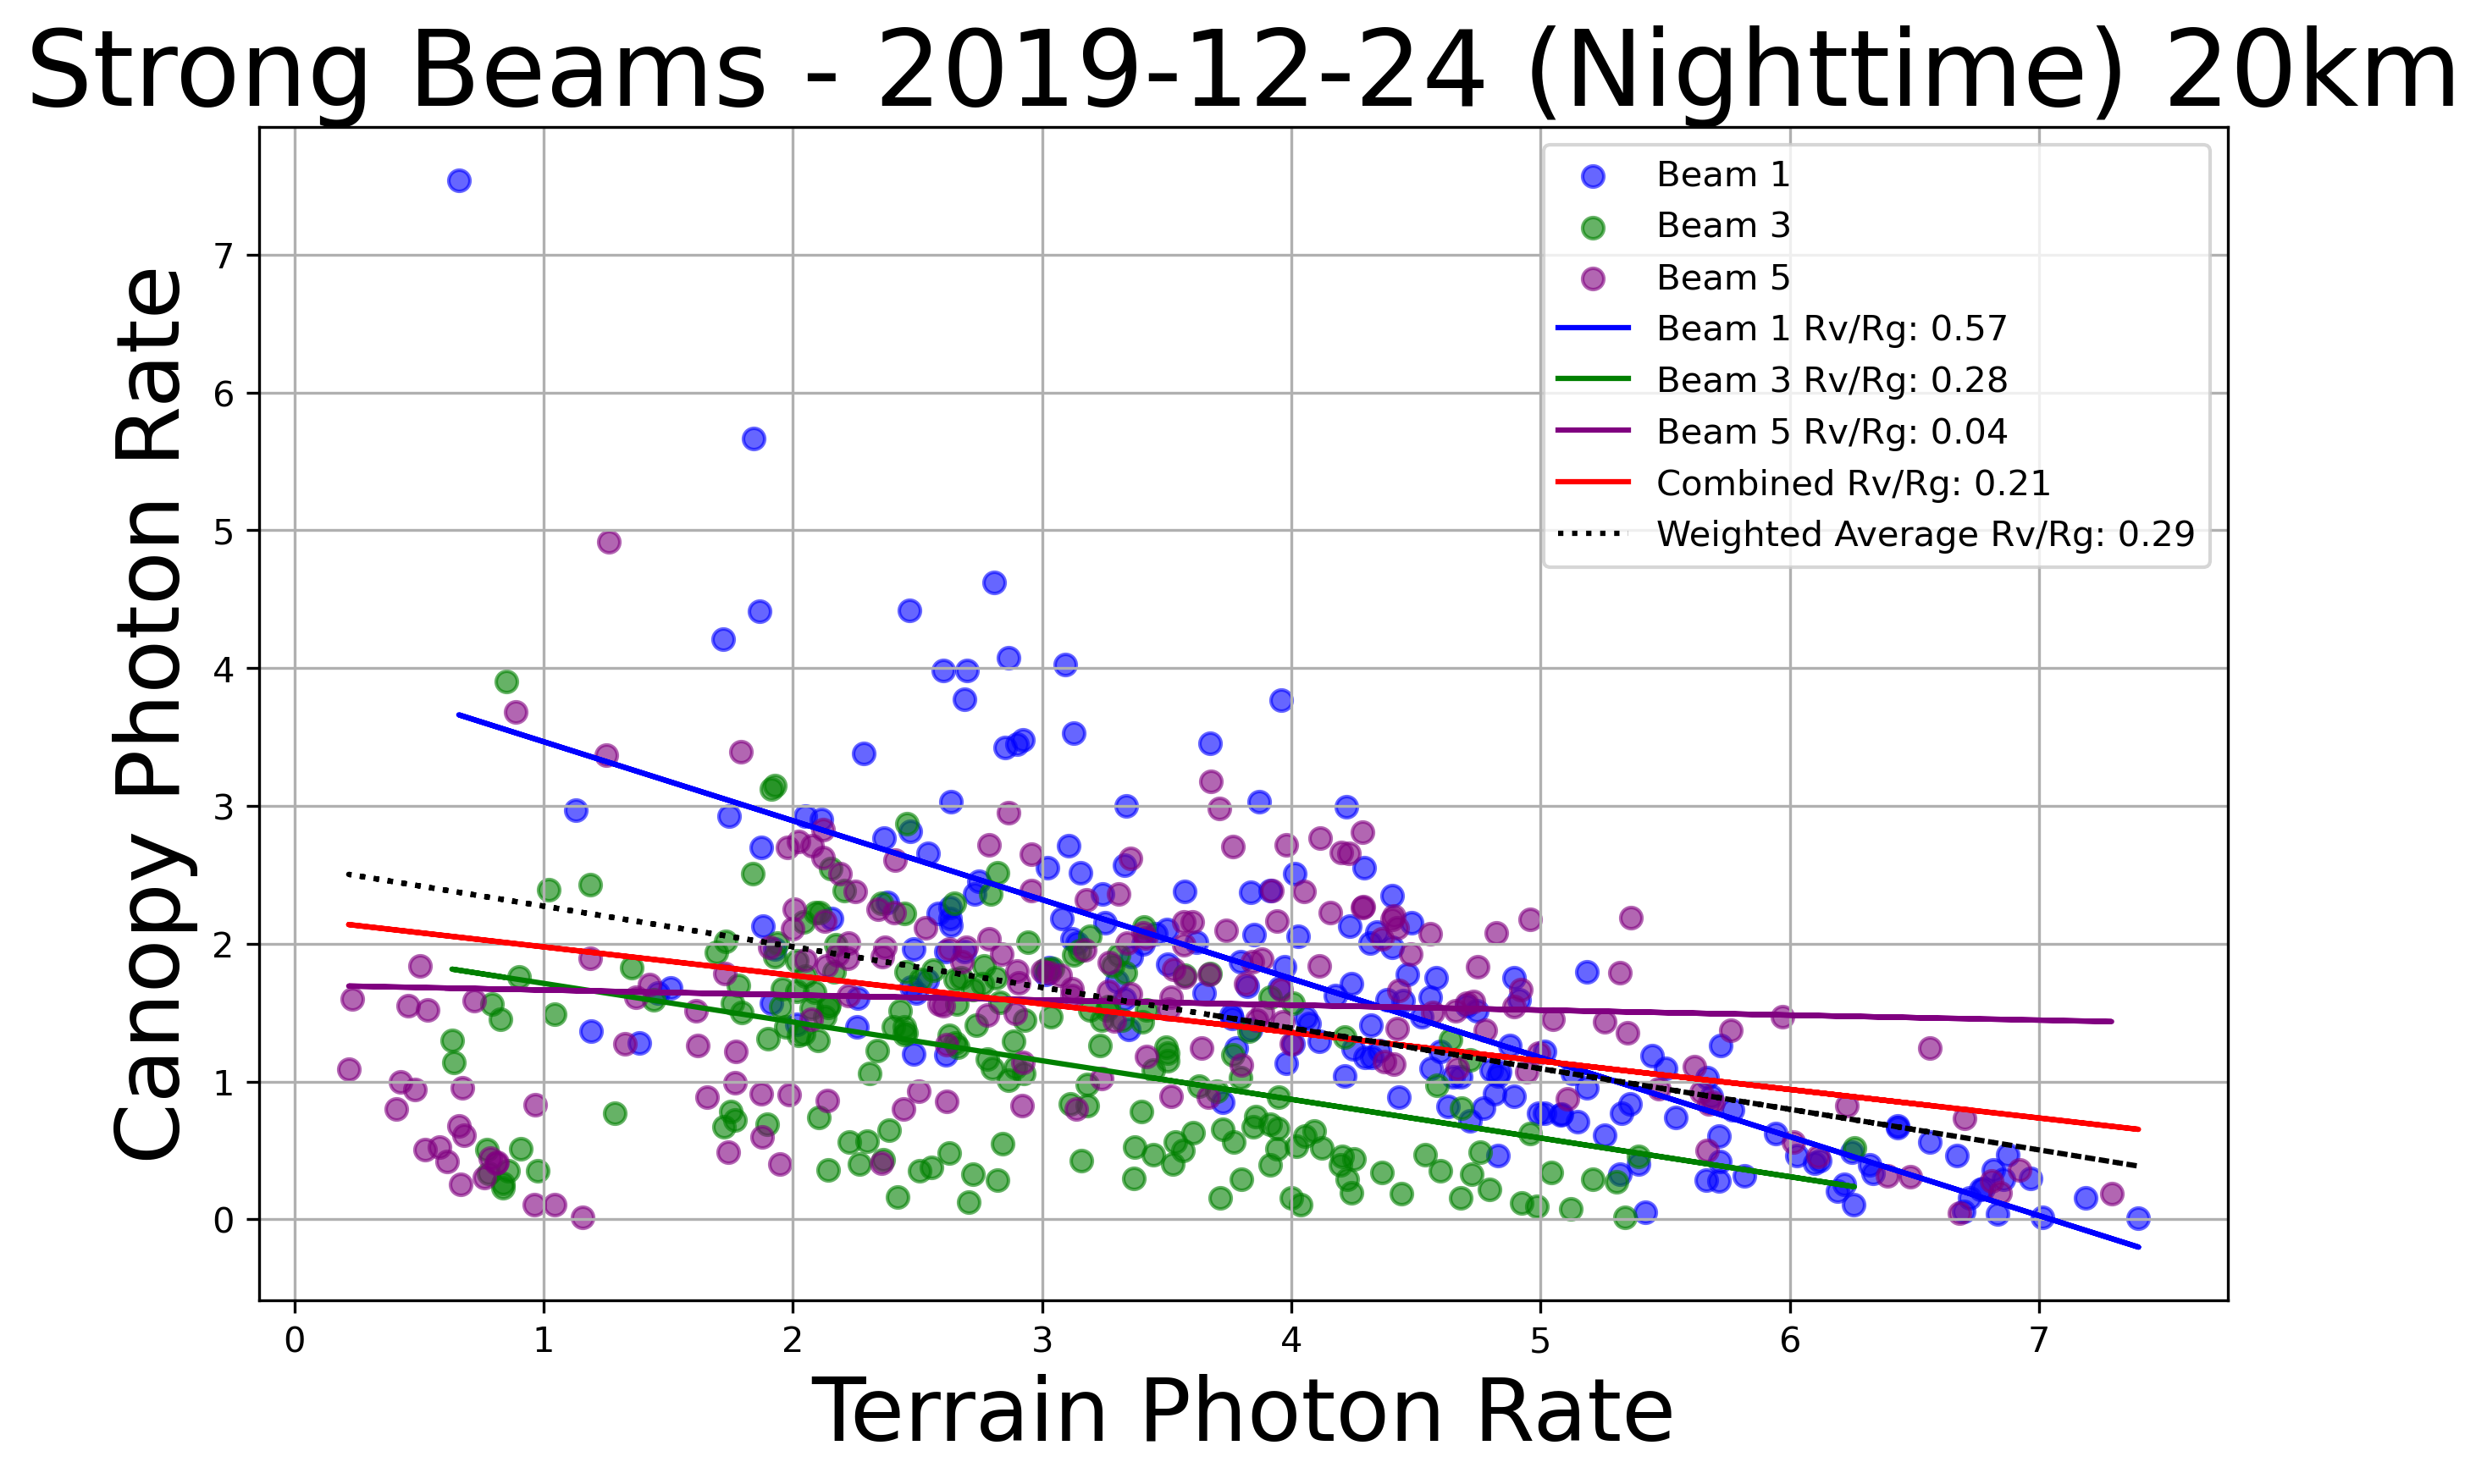 Strong Beams - 2019-12-24 (Nighttime) 20km
Canopy Photon Rate
7
6
5
4
3
2
1
0
Beam 1
Beam 3
Beam 5
Beam 1 Rv/Rg: 0.57
Beam 3 Rv/Rg: 0.28
Beam 5 Rv/Rg: 0.04
Combined Rv/Rg: 0.21
Weighted Average Rv/Rg: 0.29
0 1 2 3 4 5 6 7
Terrain Photon Rate